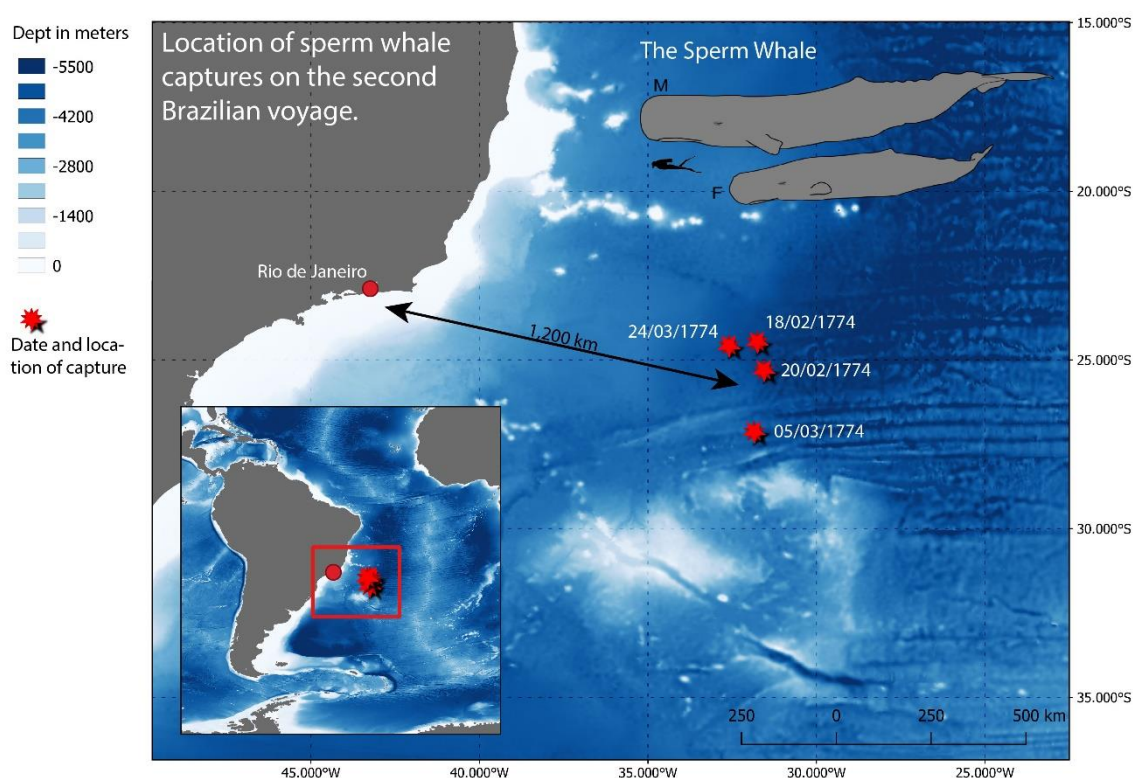 Dept in meters
-5500
-4200
-2800
-1400
0
Date and loca-
tion of capture
Location of sperm whale
captures on the second
Brazilian voyage.
The Sperm Whale
M
F
Rio de Janeiro
1,200 km
24/03/1774
18/02/1774
20/02/1774
05/03/1774
15.000°S
20.000°S
25.000°S
30.000°S
35.000°S
250 0 250 500 km
45.000°W 40.000°W 35.000°W 30.000°W 25.000°W